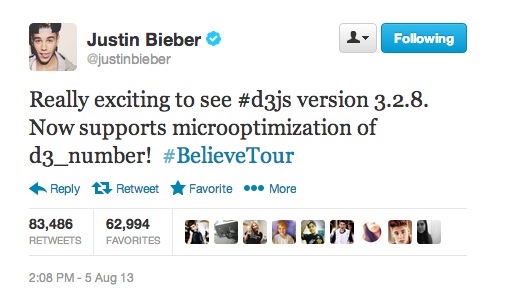 Justin Bieber
@justinbieber
Following
Really exciting to see #d3js version 3.2.8.
Now supports microoptimization of
d3_number! #BelieveTour
Reply Retweet Favorite More
83,486 62,994
RETWEETS FAVORITES
2:08 PM - 5 Aug 13